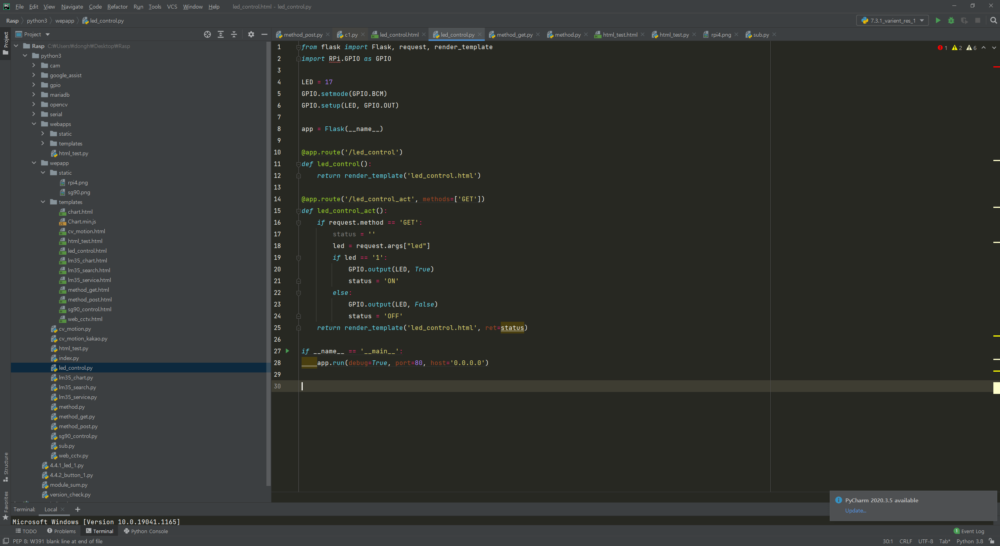 File Edit View Navigate Code Refactor Run Tools VCS Window Help led_control.html - led_control.py
Rasp python3 wepapp led_control.py 7.3.1_varient_res_1
Project
method_post.py c1.py led_control.html led_control.py method_get.py method.py html_test.html html_test.py rpi4.png sub.py
Project
Rasp C:₩Users₩dongh₩Desktop₩Rasp
python3
cam
google_assist
gpio
mariadb
opencv
serial
webapps
static
templates
html_test.py
wepapp
static
rpi4.png
sg90.png
templates
chart.html
Chart.min.js
cv_motion.html
html_test.html
led_control.html
lm35_chart.html
lm35_search.html
lm35_service.html
method_get.html
method_post.html
sg90_control.html
web_cctv.html
cv_motion.py
cv_motion_kakao.py
html_test.py
index.py
led_control.py
lm35_chart.py
lm35_search.py
lm35_service.py
method.py
method_get.py
method_post.py
sg90_control.py
sub.py
web_cctv.py
4.4.1_led_1.py
4.4.2_button_1.py
module_sum.py
version_check.py
Structure
Favorites
1 from flask import Flask, request, render_template
2 import RPi.GPIO as GPIO
3
4 LED = 17
5 GPIO.setmode(GPIO.BCM)
6 GPIO.setup(LED, GPIO.OUT)
7
8 app = Flask(__name__)
9
10 @app.route('/led_control')
11 def led_control():
12     return render_template('led_control.html')
13
14 @app.route('/led_control_act', methods=['GET'])
15 def led_control_act():
16     if request.method == 'GET':
17         status = ''
18         led = request.args["led"]
19         if led == '1':
20             GPIO.output(LED, True)
21             status = 'ON'
22         else:
23             GPIO.output(LED, False)
24             status = 'OFF'
25     return render_template('led_control.html', ret=status)
26
27 if __name__ == '__main__':
28     app.run(debug=True, port=80, host='0.0.0.0')
29
30
1 2 6
PyCharm 2020.3.5 available
Update...
Terminal: Local
Microsoft Windows [Version 10.0.19041.1165]
TODO Problems Terminal Python Console 1 Event Log
PEP 8: W391 blank line at end of file 30:1 CRLF UTF-8 Tab* Python 3.8